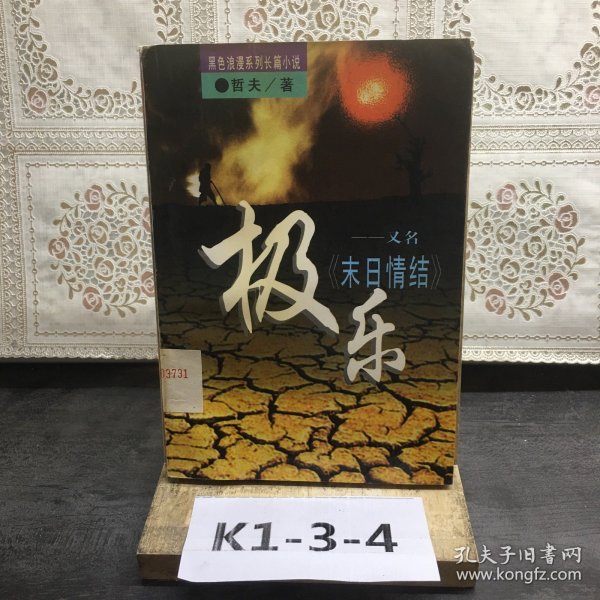 黑色浪漫系列长篇小说
●哲夫／著
——又名
《末日情结》
极乐
03731
K1-3-4
孔夫子旧书网
www.kongfz.com